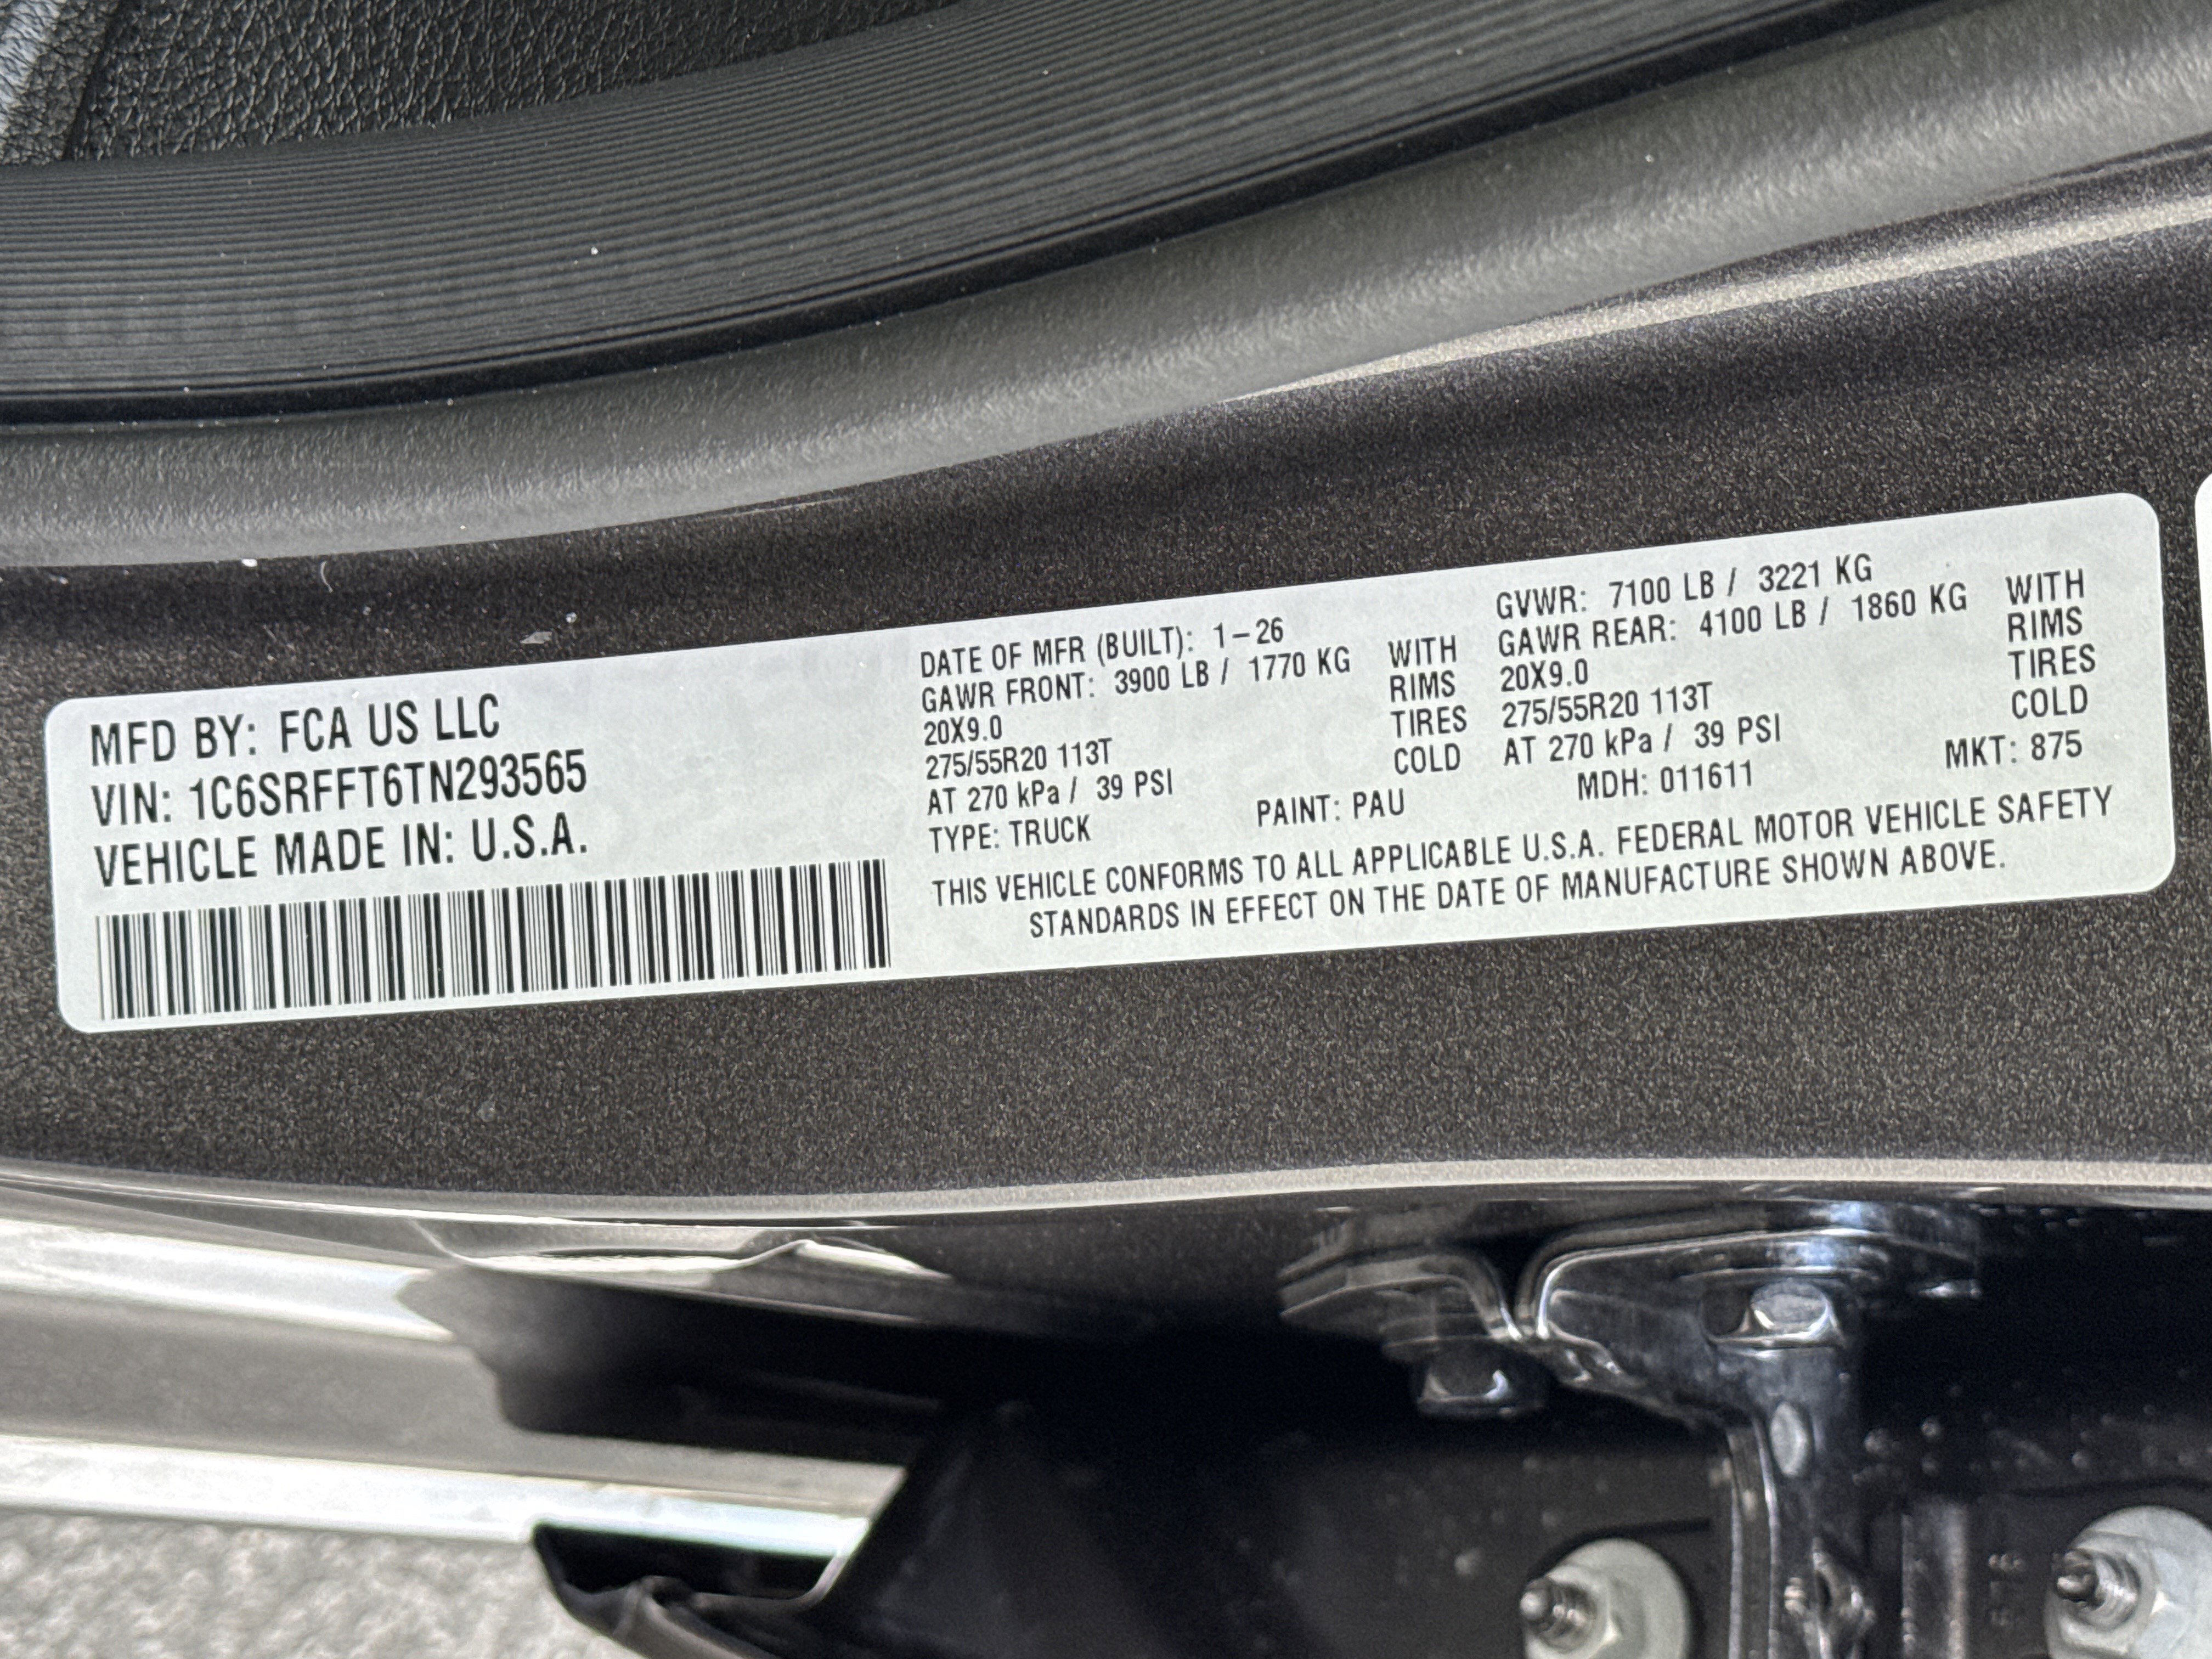 MFD BY: FCA US LLC
VIN: 1C6SRFFT6TN293565
VEHICLE MADE IN: U.S.A.
DATE OF MFR (BUILT): 1-26
GAWR FRONT: 3900 LB / 1770 KG WITH
20X9.0 RIMS
275/55R20 113T TIRES
AT 270 kPa / 39 PSI COLD
TYPE: TRUCK PAINT: PAU
GVWR: 7100 LB / 3221 KG
GAWR REAR: 4100 LB / 1860 KG WITH
20X9.0 RIMS
275/55R20 113T TIRES
AT 270 kPa / 39 PSI COLD
MDH: 011611 MKT: 875
THIS VEHICLE CONFORMS TO ALL APPLICABLE U.S.A. FEDERAL MOTOR VEHICLE SAFETY
STANDARDS IN EFFECT ON THE DATE OF MANUFACTURE SHOWN ABOVE.